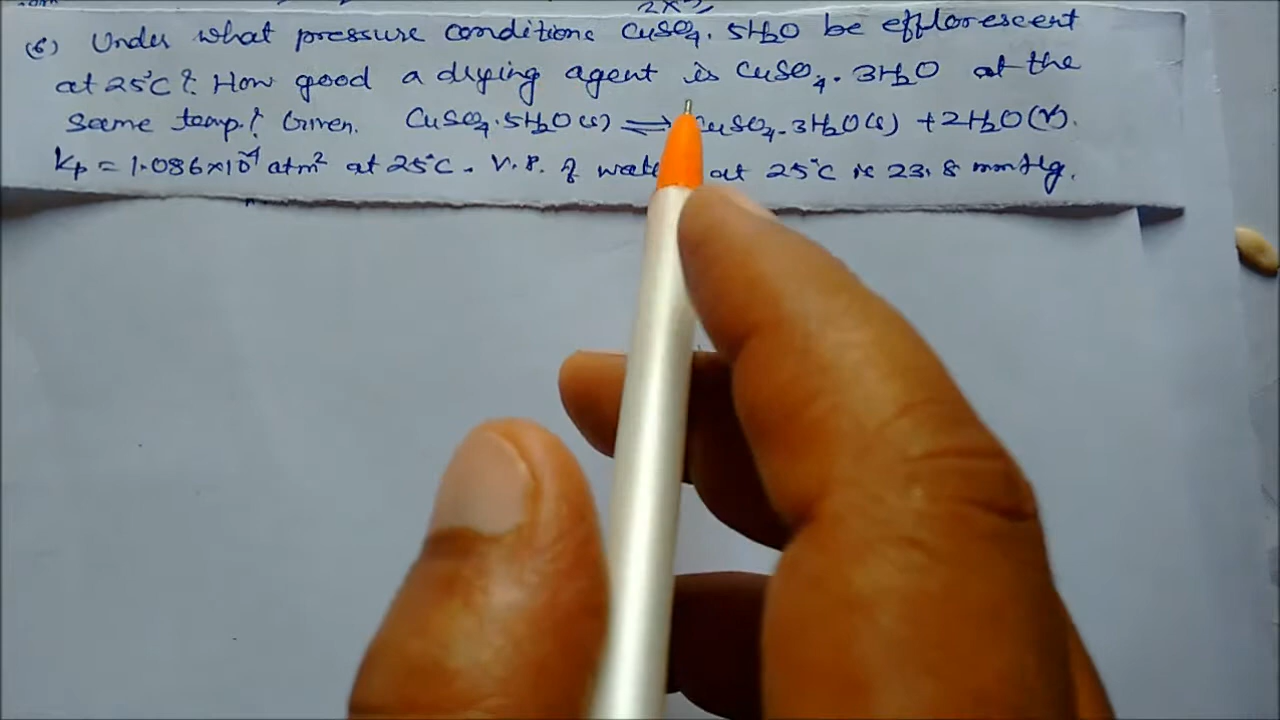 2x
(6) Under what pressure conditions CuSO4.5H2O be efflorescent
at 25°C? How good a drying agent is CuSO4.3H2O at the
same temp.? Given. CuSO4.5H2O(s) ⇌ CuSO4.3H2O(s) + 2H2O(v).
Kp = 1.086x10⁻⁴ atm² at 25°C. V.P. of water at 25°C is 23.8 mmHg.